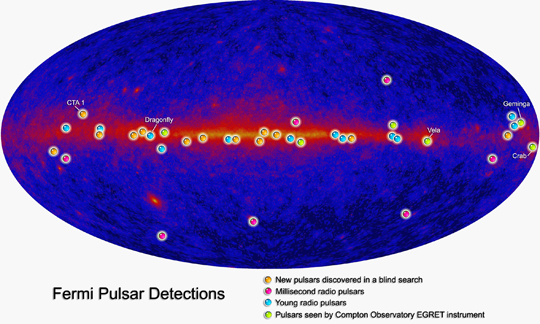 CTA 1
Dragonfly
Geminga
Vela
Crab
Fermi Pulsar Detections
New pulsars discovered in a blind search
Millisecond radio pulsars
Young radio pulsars
Pulsars seen by Compton Observatory EGRET instrument